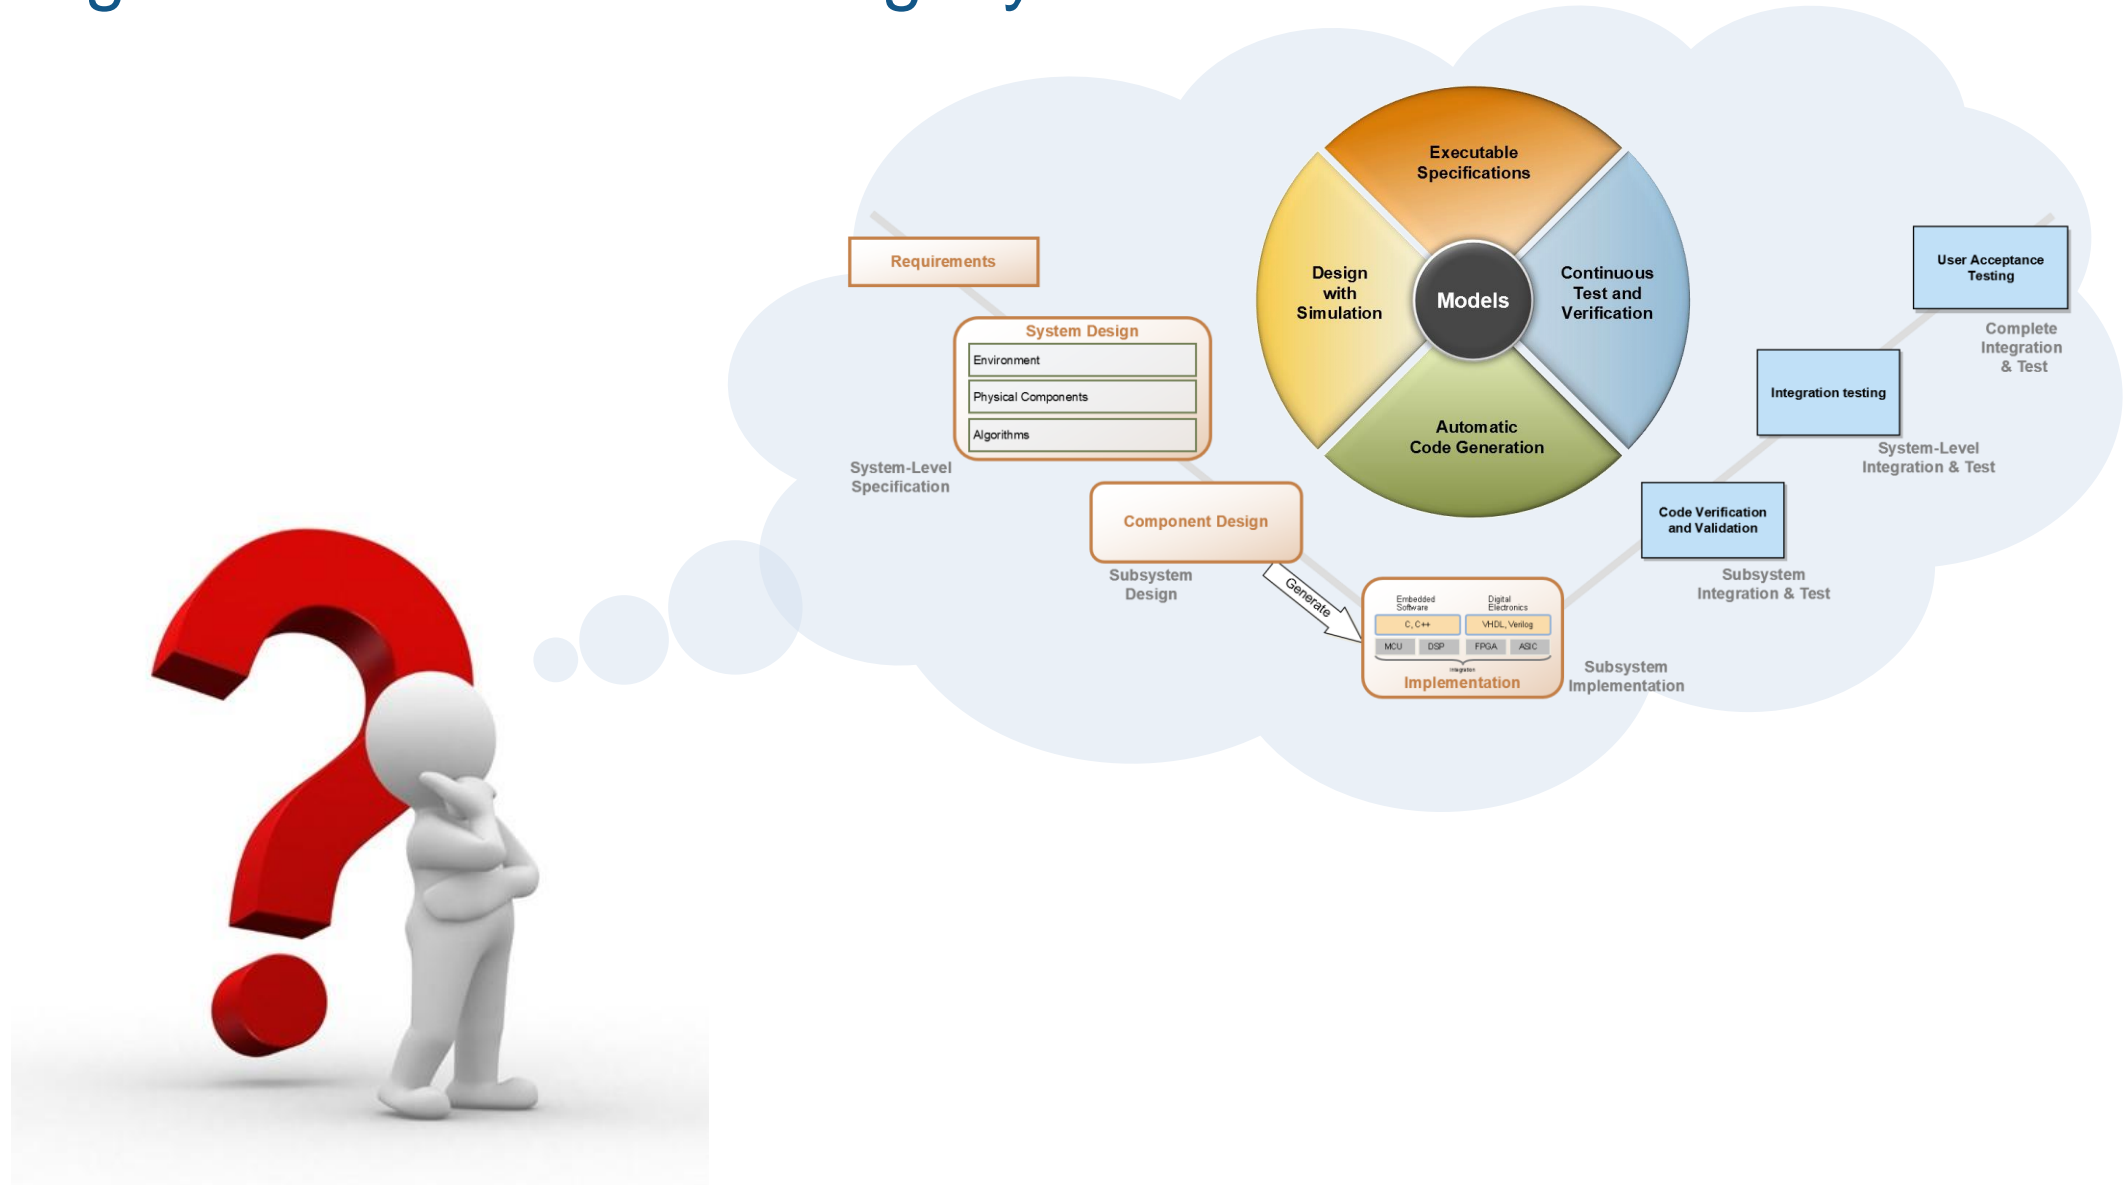 Executable
Specifications
Design
with
Simulation
Models
Continuous
Test and
Verification
Automatic
Code Generation
Requirements
System Design
Environment
Physical Components
Algorithms
System-Level
Specification
Component Design
Subsystem
Design
Generate
Embedded
Software
Digital
Electronics
C, C++
VHDL, Verilog
MCU
DSP
FPGA
ASIC
Integration
Implementation
Subsystem
Implementation
Code Verification
and Validation
Subsystem
Integration & Test
Integration testing
System-Level
Integration & Test
User Acceptance
Testing
Complete
Integration
& Test